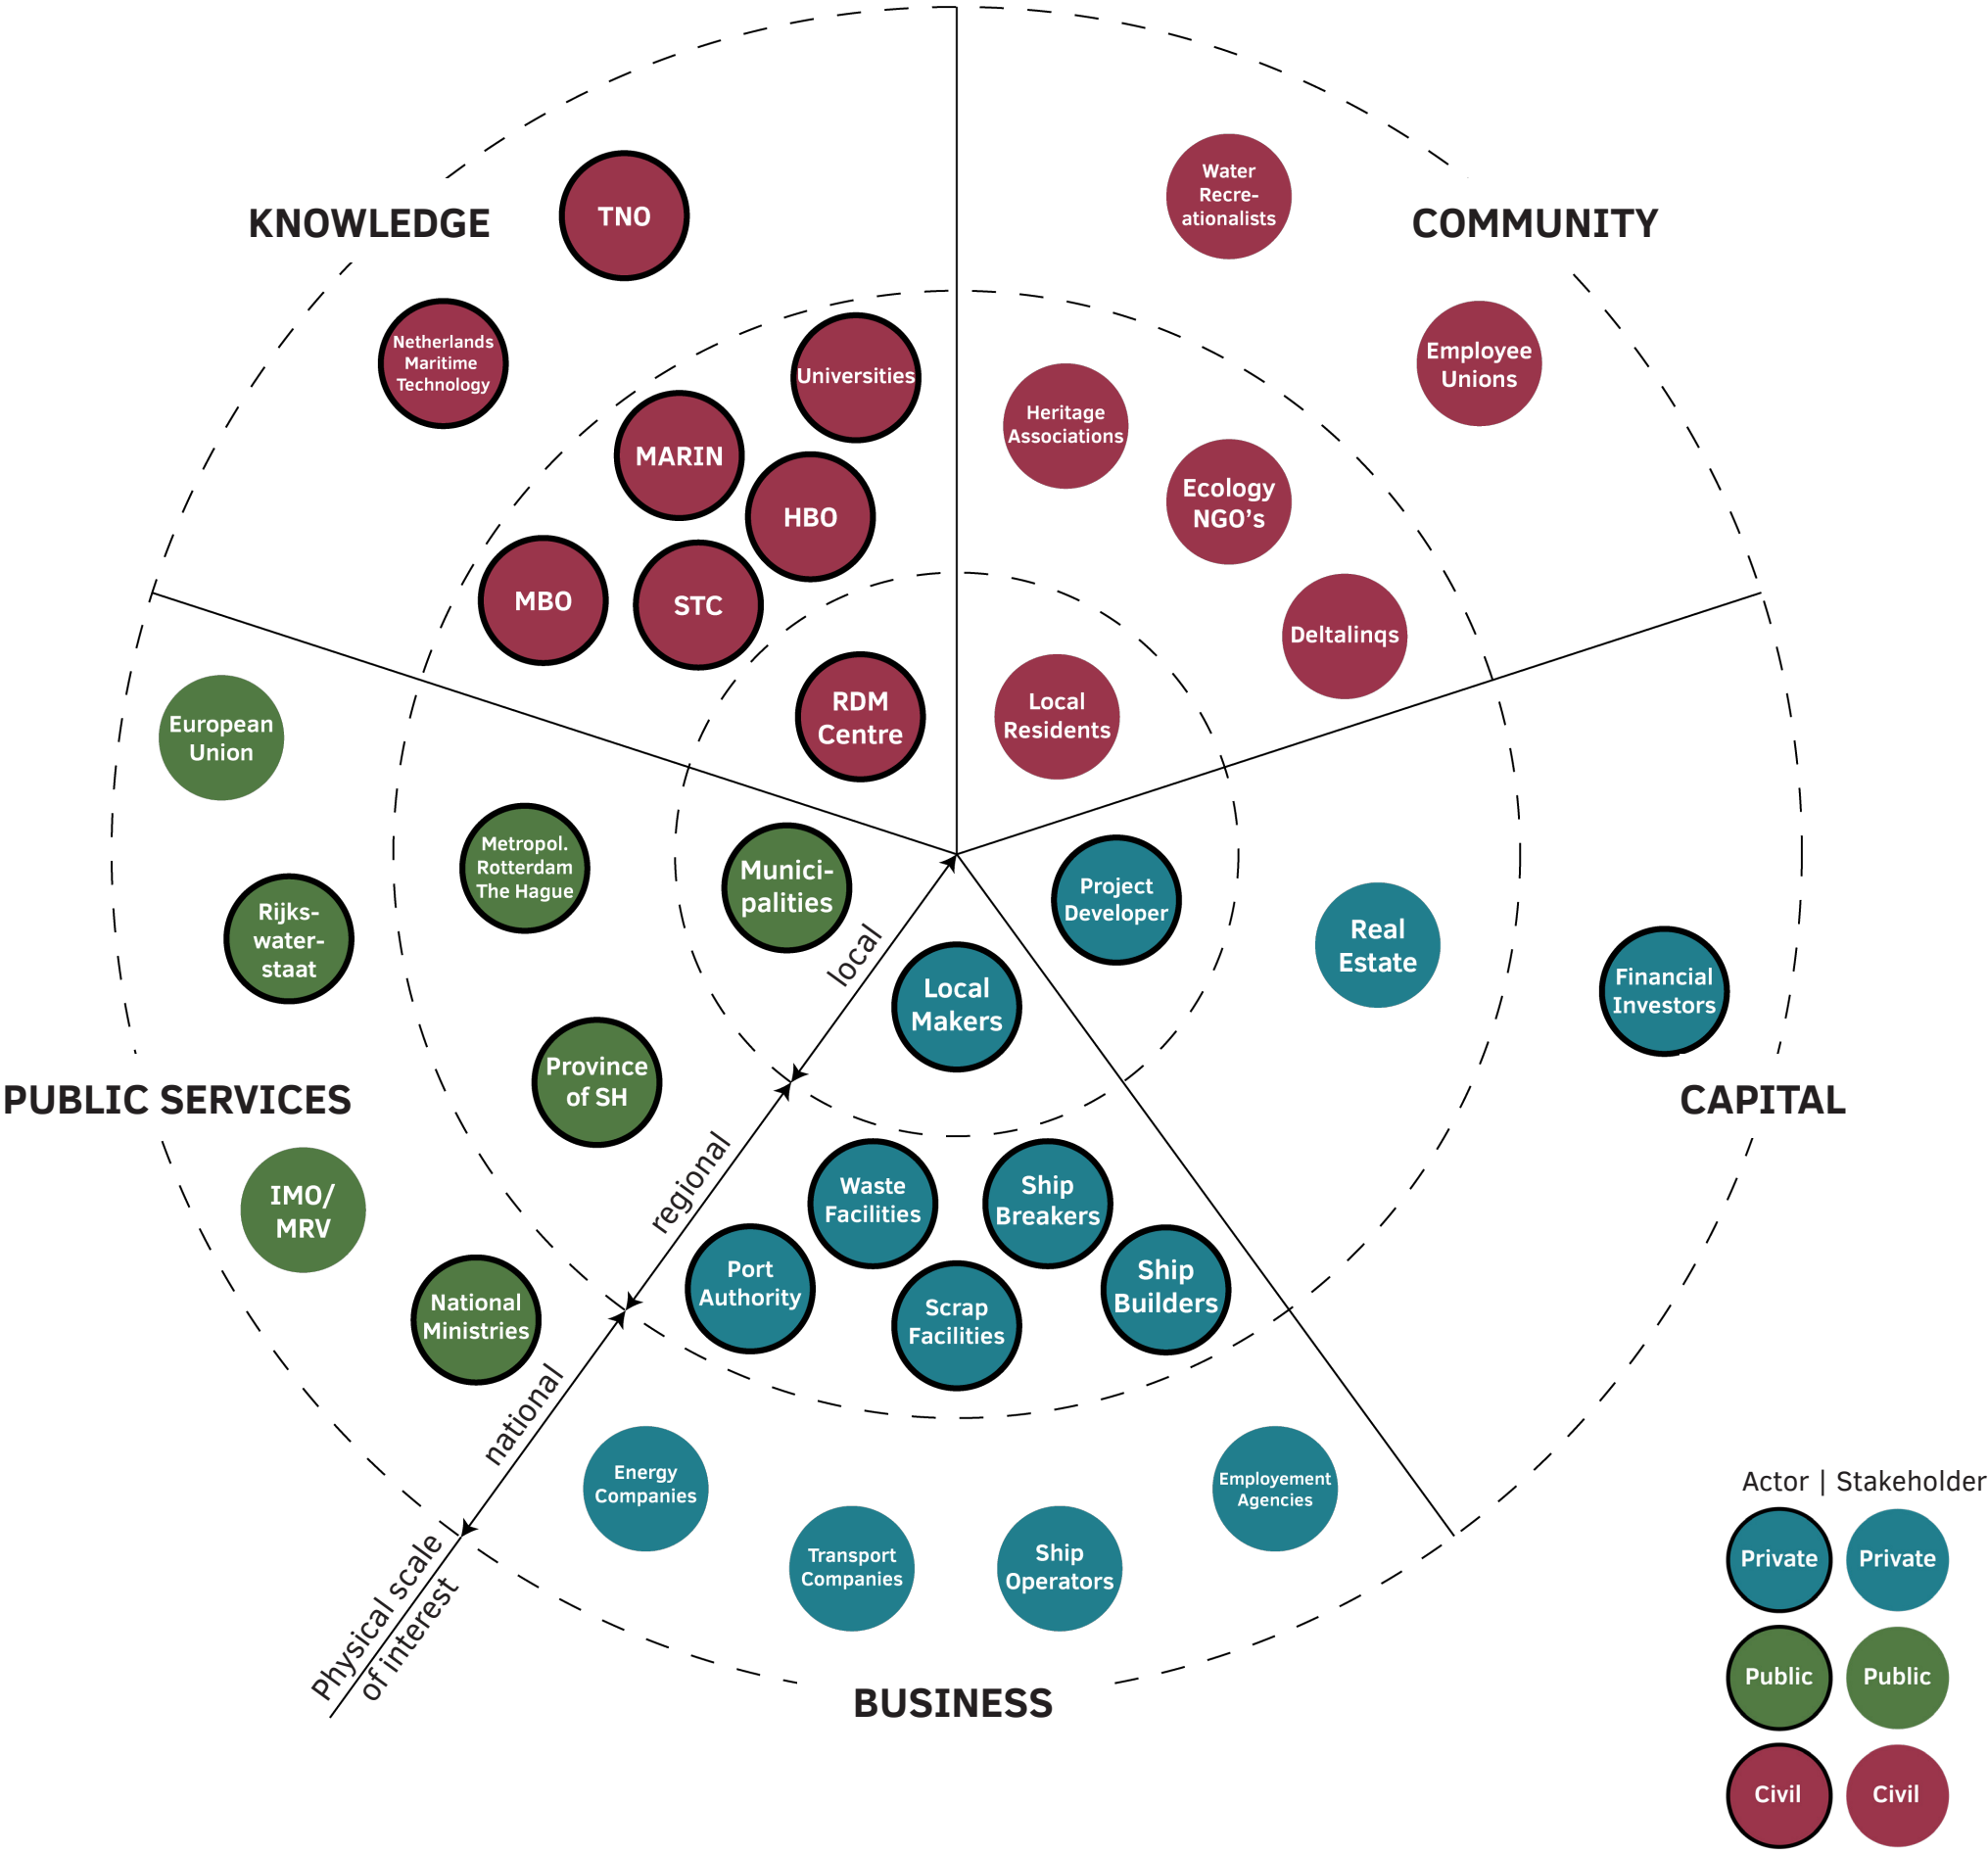 KNOWLEDGE
TNO
Netherlands
Maritime
Technology
Universities
MARIN
HBO
MBO
STC
RDM
Centre
COMMUNITY
Water
Recre-
ationalists
Employee
Unions
Heritage
Associations
Ecology
NGO’s
Deltalinqs
Local
Residents
European
Union
Metropol.
Rotterdam
The Hague
Munici-
palities
Rijks-
water-
staat
Province
of SH
PUBLIC SERVICES
IMO/
MRV
National
Ministries
Project
Developer
Real
Estate
Financial
Investors
CAPITAL
local
regional
national
Physical scale
of interest
Local
Makers
Waste
Facilities
Ship
Breakers
Port
Authority
Scrap
Facilities
Ship
Builders
Energy
Companies
Transport
Companies
Ship
Operators
Employement
Agencies
BUSINESS
Actor | Stakeholder
Private
Private
Public
Public
Civil
Civil